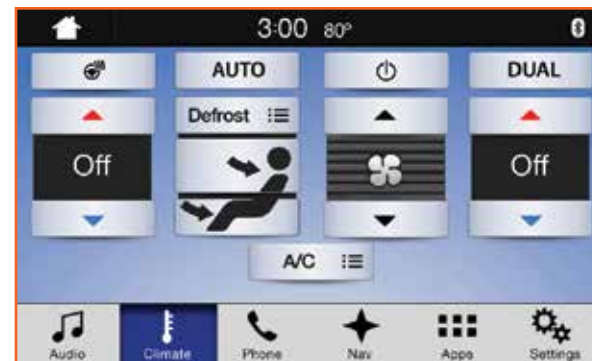 3:00 80°
AUTO DUAL
Defrost
Off Off
A/C
Audio Climate Phone Nav Apps Settings